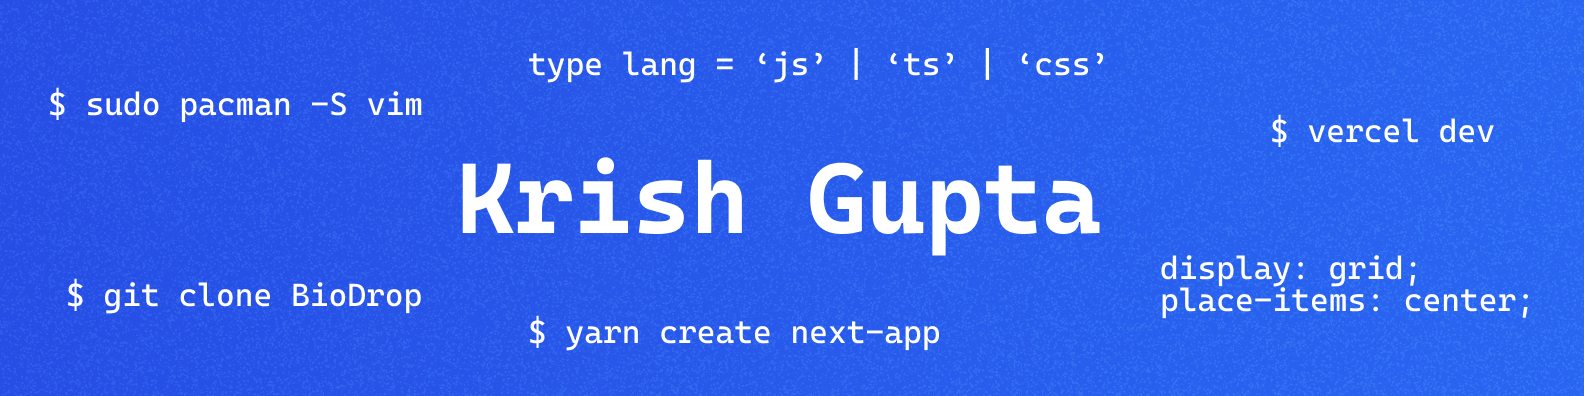 type lang = ‘js’ | ‘ts’ | ‘css’
$ sudo pacman -S vim
$ vercel dev
Krish Gupta
display: grid;
place-items: center;
$ git clone BioDrop
$ yarn create next-app